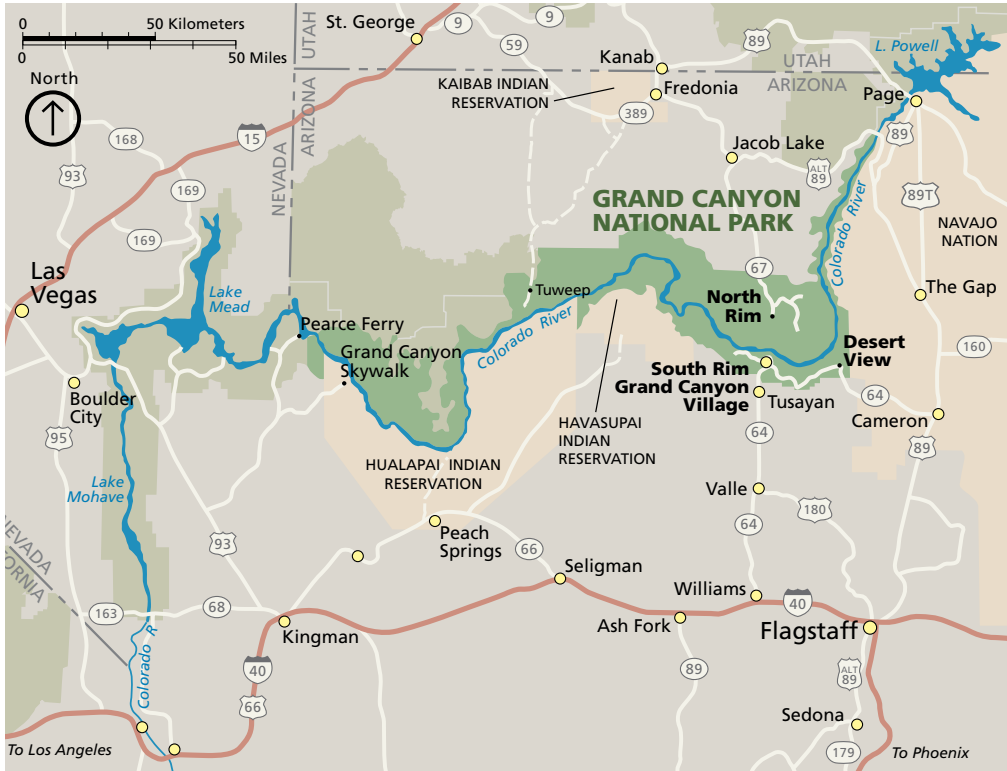 0
50 Kilometers
0
50 Miles
North
St. George
9
9
59
UTAH
ARIZONA
NEVADA
Kanab
89
UTAH
ARIZONA
L. Powell
KAIBAB INDIAN
RESERVATION
Fredonia
389
Page
89
168
15
93
169
169
Jacob Lake
ALT
89
89T
GRAND CANYON
NATIONAL PARK
Colorado River
NAVAJO
NATION
Las
Vegas
Lake
Mead
67
Tuweep
The Gap
North
Rim
Pearce Ferry
Colorado River
Grand Canyon
Skywalk
Desert
View
160
South Rim
Grand Canyon
Village
Tusayan
64
Boulder
City
Cameron
95
HAVASUPAI
INDIAN
RESERVATION
64
89
HUALAPAI INDIAN
RESERVATION
Lake
Mohave
Valle
180
Peach
Springs
64
93
66
NEVADA
ORNIA
Seligman
Williams
40
163
68
Kingman
Ash Fork
Flagstaff
Colorado R
40
66
89
ALT
89
Sedona
To Los Angeles
179
To Phoenix